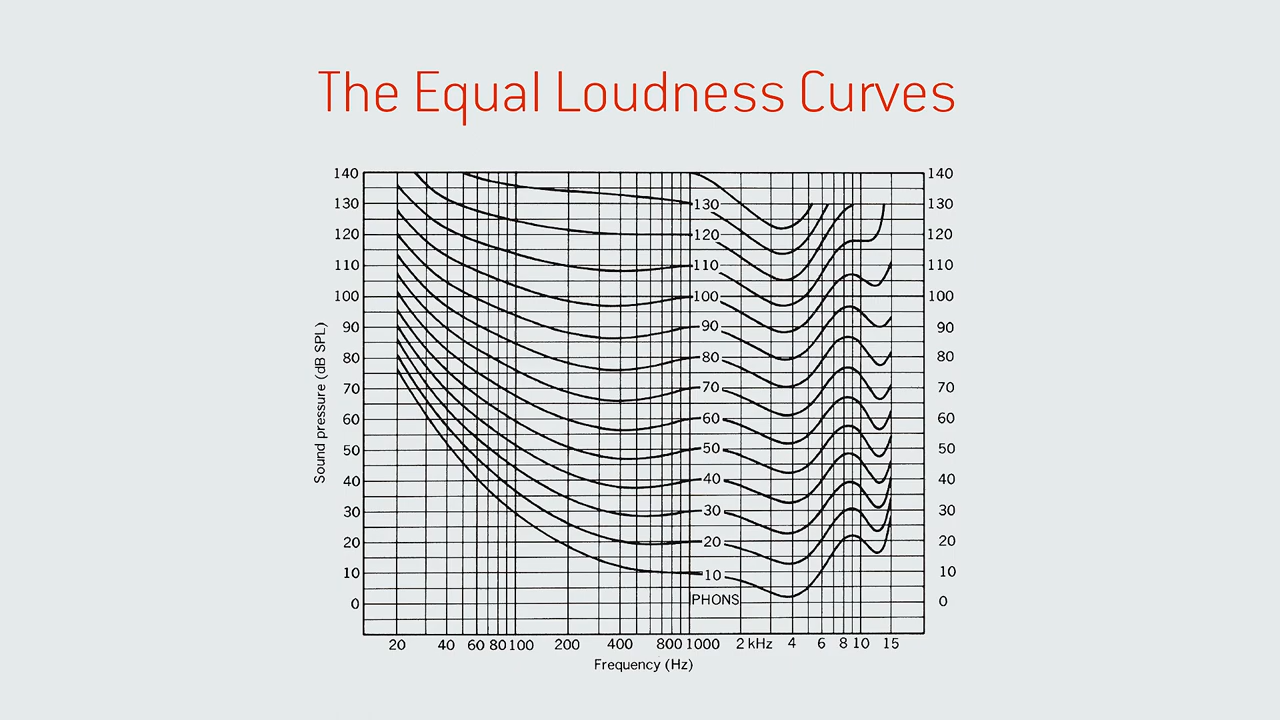 The Equal Loudness Curves
140 140
130 130 130
120 120 120
110 110 110
100 100 100
90 90 90
80 80 80
70 70 70
60 60 60
50 50 50
40 40 40
30 30 30
20 20 20
10 10 10
0 PHONS 0
Sound pressure (dB SPL)
20 40 60 80 100 200 400 800 1000 2 kHz 4 6 8 10 15
Frequency (Hz)